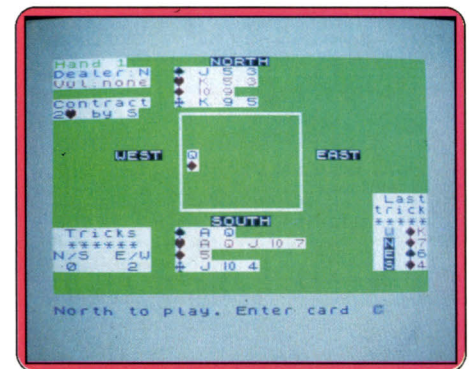 Hand 1
Dealer:N
Vul:none
Contract
2♥ by S
NORTH
♠ J 5 3
♥ K 5 3
♦ 10 9
♣ K 9 5
WEST
Q
♦
EAST
SOUTH
♠ A Q
♥ A Q J 10 7
♦ 5
♣ J 10 4
Tricks
******
N/S E/W
0 2
Last
trick
******
W ♦K
N ♦7
E ♦6
S ♦4
North to play. Enter card C